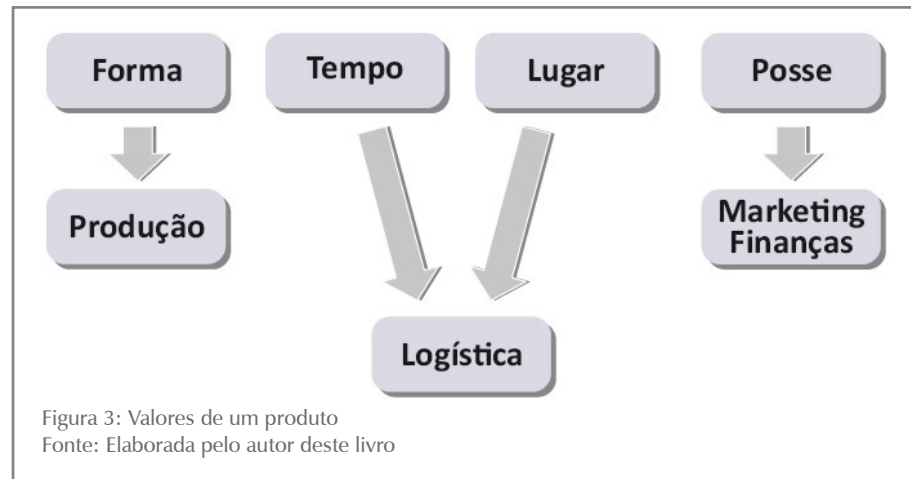 Forma
Tempo
Lugar
Posse
Produção
Marketing
Finanças
Logística
Figura 3: Valores de um produto
Fonte: Elaborada pelo autor deste livro